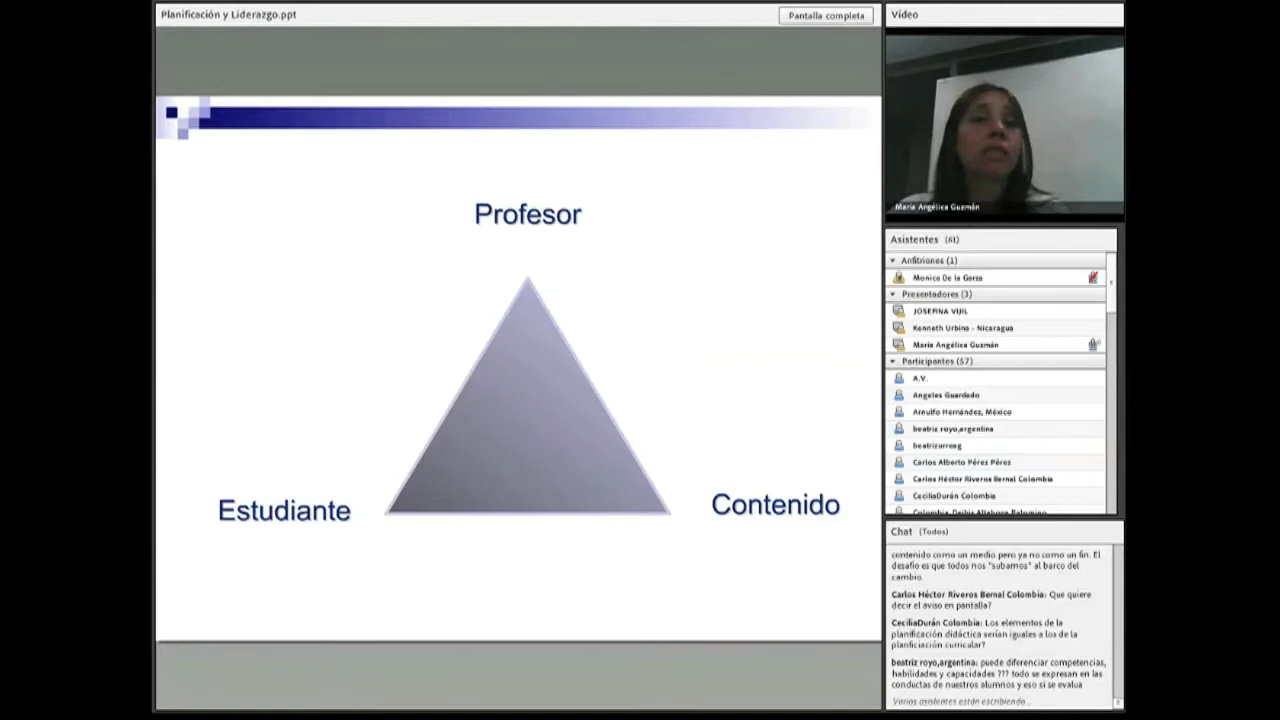 Planificación y Liderazgo.ppt
Pantalla completa
Profesor
Estudiante
Contenido
Vídeo
María Angélica Guzmán
Asistentes (61)
Anfitriones (1)
Monica De la Garza
Presentadores (3)
JOSEFINA VIJIL
Kenneth Urbina - Nicaragua
María Angélica Guzmán
Participantes (57)
A.V.
Angeles Guardado
Arnulfo Hernández, México
beatriz royo,argentina
beatrizurreng
Carlos Alberto Pérez Pérez
Carlos Héctor Riveros Bernal Colombia
CeciliaDurán Colombia
Chat (Todos)
contenido como un medio pero ya no como un fin. El
desafío es que todos nos "subamos" al barco del
cambio.
Carlos Héctor Riveros Bernal Colombia: Que quiere
decir el aviso en pantalla?
CeciliaDurán Colombia: Los elementos de la
planificación didáctica serían iguales a los de la
planficiación curricular?
beatriz royo,argentina: puede diferenciar competencias,
habilidades y capacidades ??? todo se expresan en las
conductas de nuestros alumnos y eso si se evalua
Varios asistentes están escribiendo...